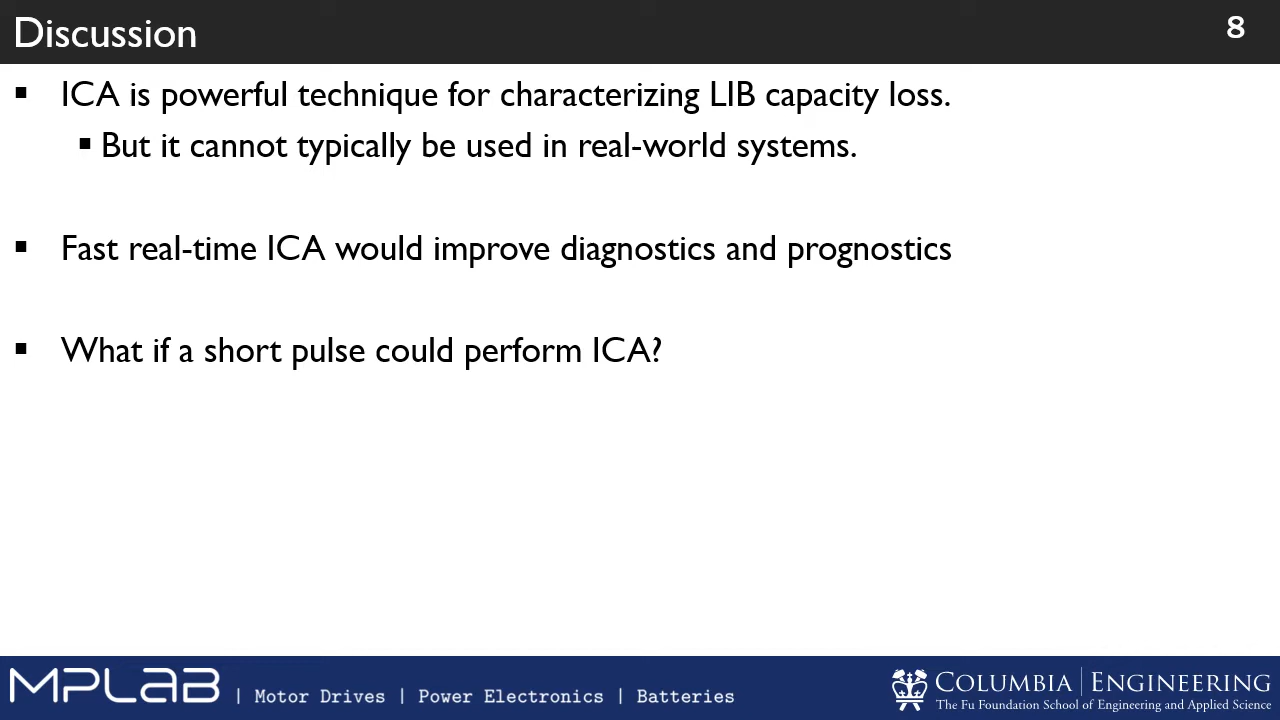 Discussion
8
▪ ICA is powerful technique for characterizing LIB capacity loss.
▪ But it cannot typically be used in real-world systems.
▪ Fast real-time ICA would improve diagnostics and prognostics
▪ What if a short pulse could perform ICA?
MPLAB | Motor Drives | Power Electronics | Batteries
COLUMBIA | ENGINEERING
The Fu Foundation School of Engineering and Applied Science